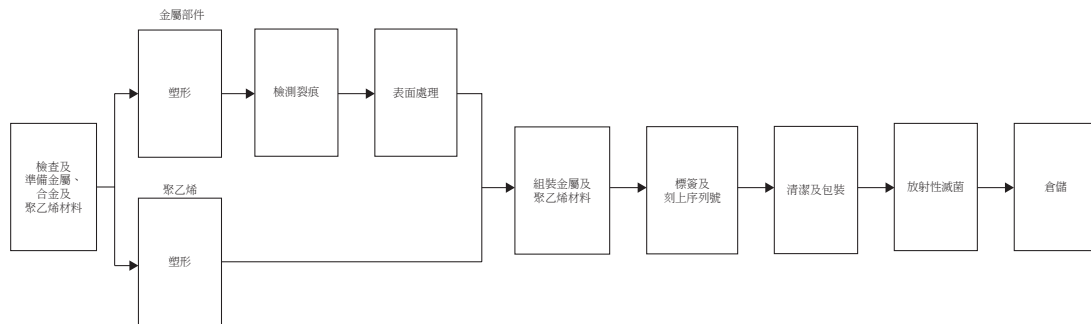 金屬部件
塑形
檢測裂痕
表面處理
檢查及
準備金屬、
合金及
聚乙烯材料
聚乙烯
塑形
組裝金屬及
聚乙烯材料
標簽及
刻上序列號
清潔及包裝
放射性滅菌
倉儲